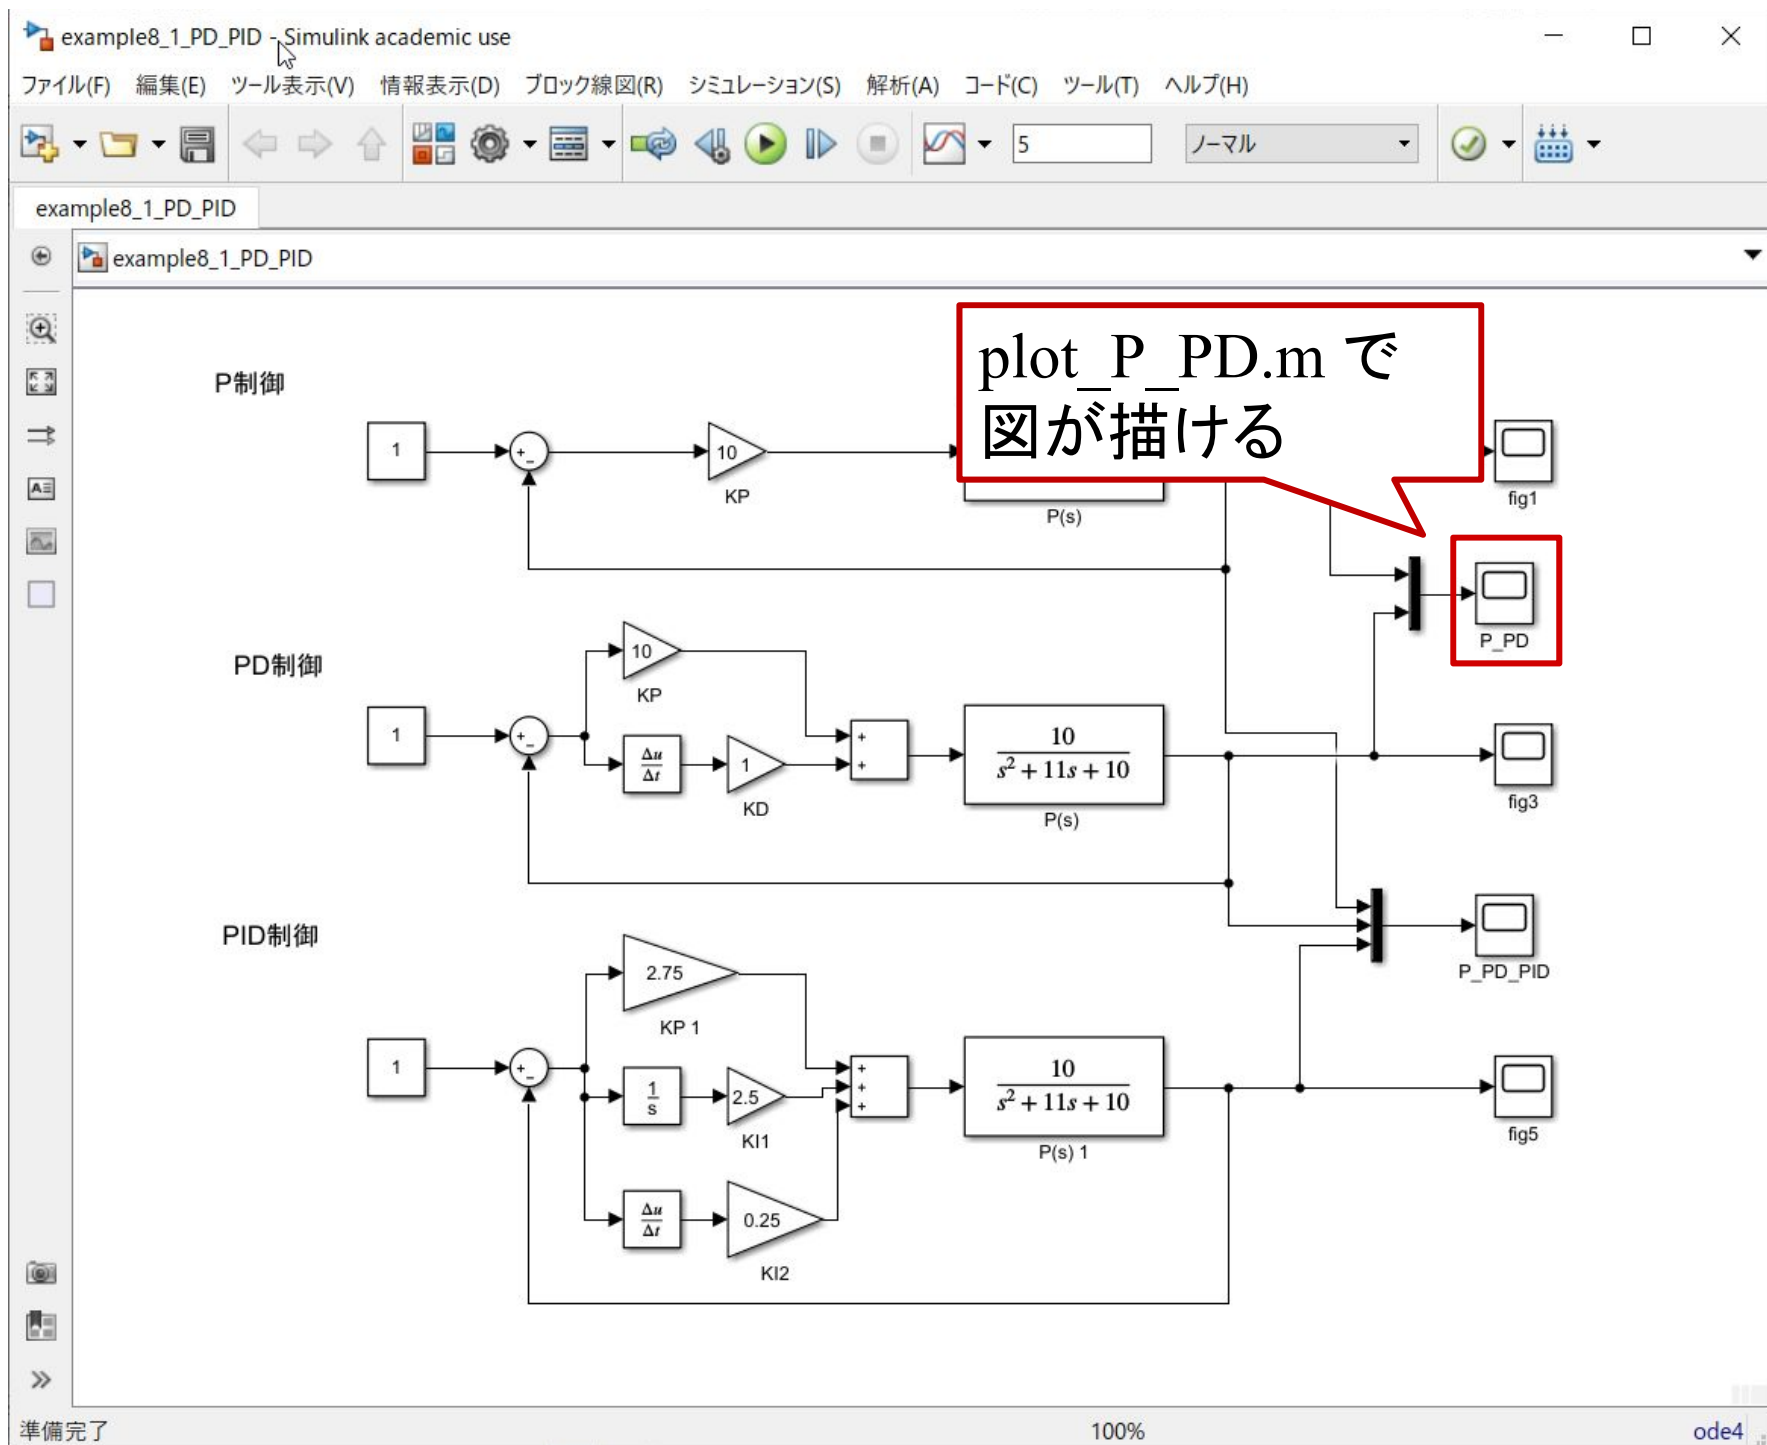 example8_1_PD_PID - Simulink academic use
ファイル(F) 編集(E) ツール表示(V) 情報表示(D) ブロック線図(R) シミュレーション(S) 解析(A) コード(C) ツール(T) ヘルプ(H)
5 ノーマル
example8_1_PD_PID
example8_1_PD_PID
plot_P_PD.m で
図が描ける
P制御
1
+
-
10
KP
P(s)
fig1
P_PD
PD制御
10
KP
1
+
-
Δu
Δt
1
KD
+
+
10
s² + 11s + 10
P(s)
fig3
PID制御
2.75
KP 1
1
+
-
1
s
2.5
KI1
+
+
+
10
s² + 11s + 10
P(s) 1
P_PD_PID
fig5
Δu
Δt
0.25
KI2
準備完了 100% ode4